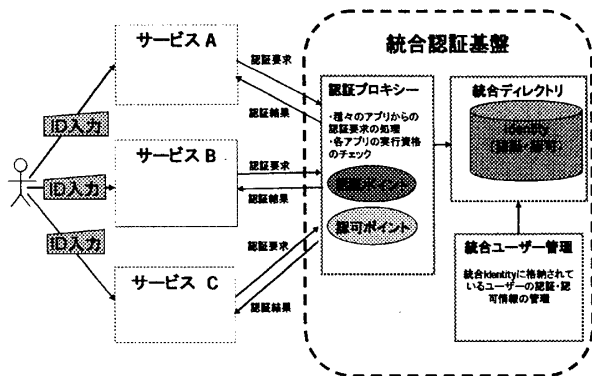 サービス A
ID入力
認証要求
認証結果
サービス B
ID入力
認証要求
認証結果
サービス C
ID入力
認証要求
認証結果
統合認証基盤
認証プロキシー
・種々のアプリからの
認証要求の処理
・各アプリの実行資格
のチェック
認証ポイント
認可ポイント
統合ディレクトリ
Identity
(認証・認可)
統合ユーザー管理
統合Identityに格納されて
いるユーザーの認証・認
可情報の管理